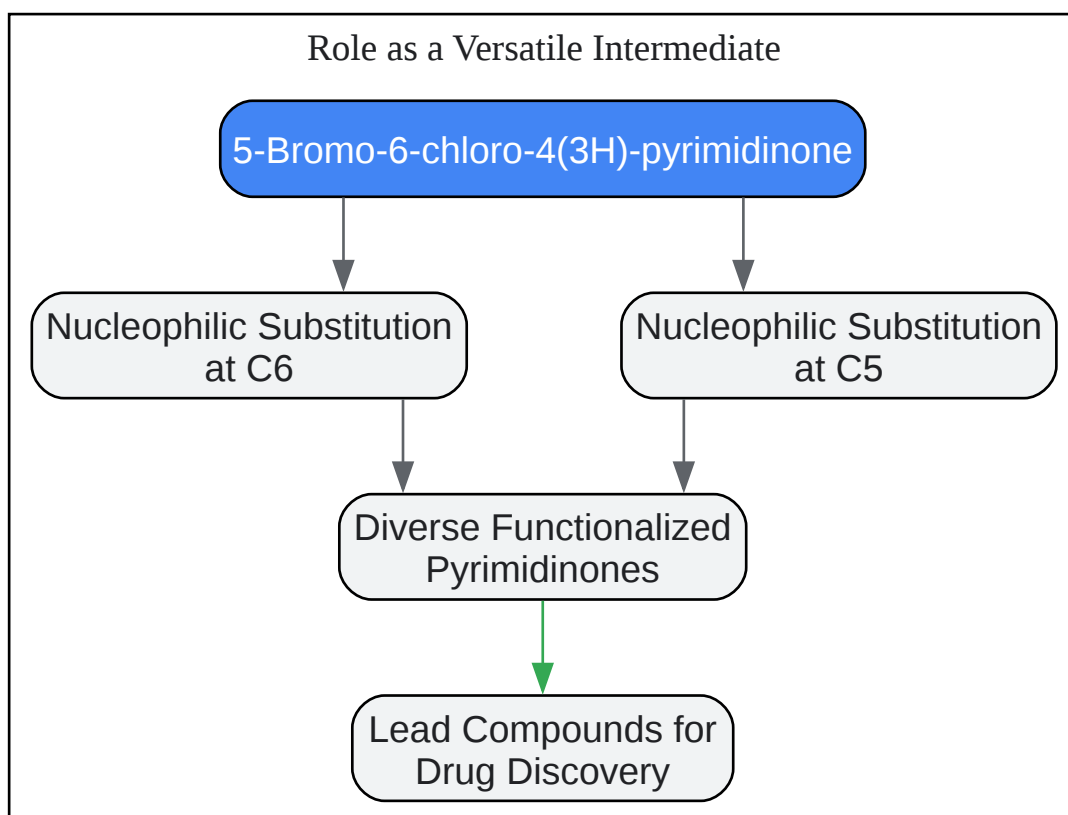 Role as a Versatile Intermediate
5-Bromo-6-chloro-4(3H)-pyrimidinone
Nucleophilic Substitution
at C6
Nucleophilic Substitution
at C5
Diverse Functionalized
Pyrimidinones
Lead Compounds for
Drug Discovery